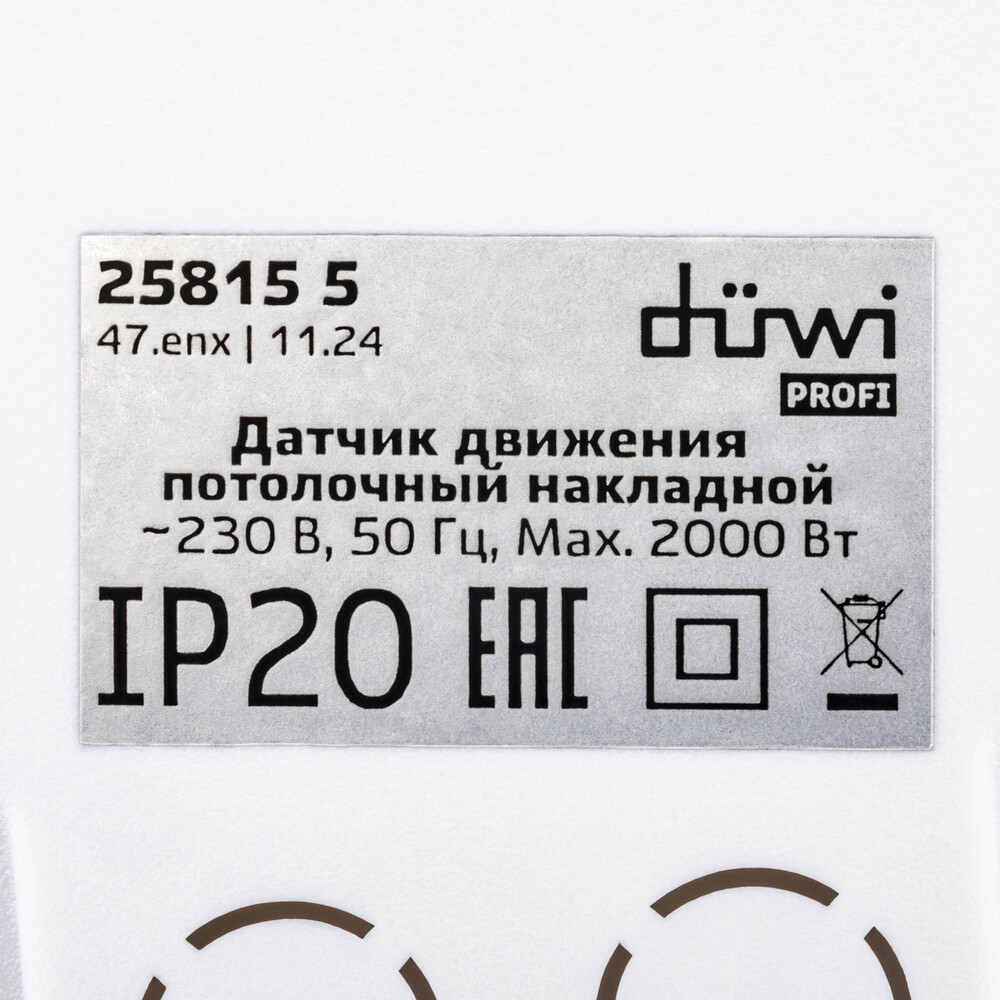 25815 5
47.enx | 11.24
düwi
PROFI
Датчик движения
потолочный накладной
~230 В, 50 Гц, Max. 2000 Вт
IP20 EAC